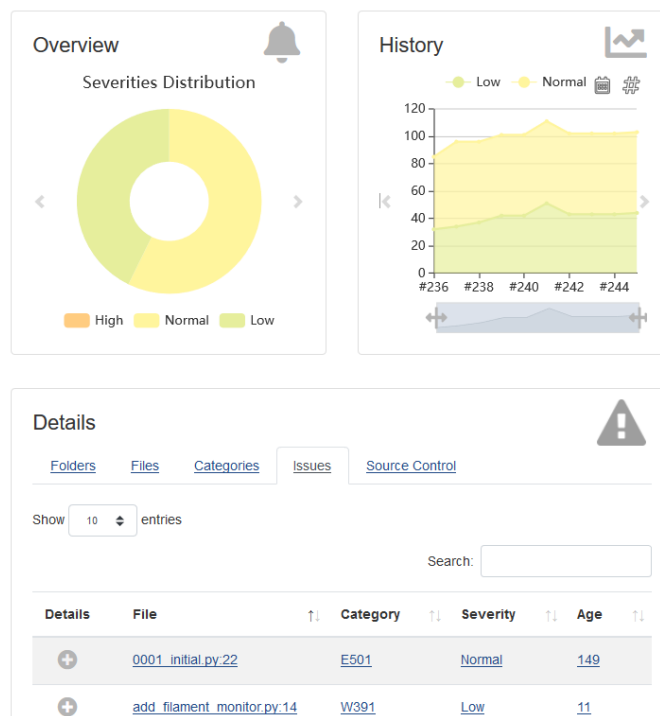 Overview
Severities Distribution
High Normal Low
History
Low Normal
120
100
80
60
40
20
0
#236 #238 #240 #242 #244
Details
Folders Files Categories Issues Source Control
Show 10 entries
Search:
Details File Category Severity Age
0001_initial.py:22 E501 Normal 149
add_filament_monitor.py:14 W391 Low 11